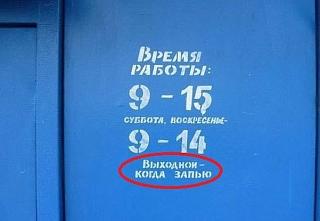 ВРЕМЯ
РАБОТЫ:
9 - 15
СУББОТА, ВОСКРЕСЕНЬЕ-
9 - 14
ВЫХОДНОЙ -
КОГДА ЗАПЬЮ